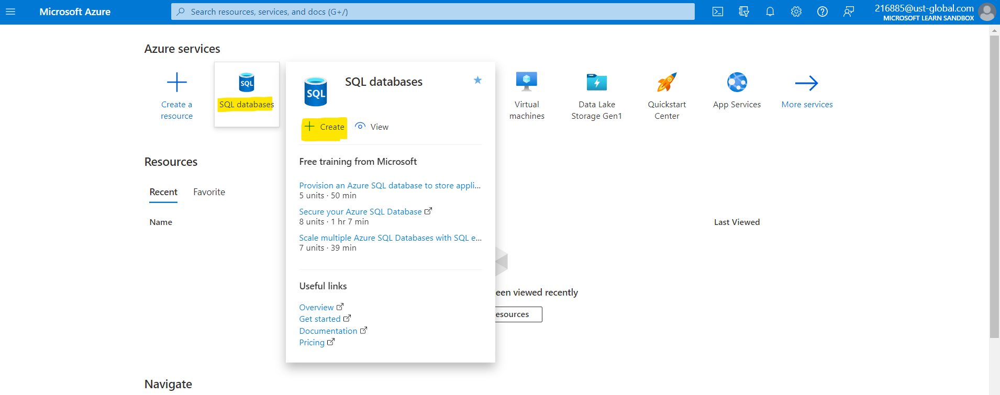 Microsoft Azure
Search resources, services, and docs (G+/)
216885@ust-global.com
MICROSOFT LEARN SANDBOX
Azure services
Create a
resource
SQL
SQL databases
SQL
SQL databases
Create
View
Free training from Microsoft
Provision an Azure SQL database to store appli...
5 units · 50 min
Secure your Azure SQL Database
8 units · 1 hr 7 min
Scale multiple Azure SQL Databases with SQL e...
7 units · 39 min
Useful links
Overview
Get started
Documentation
Pricing
Virtual
machines
Data Lake
Storage Gen1
Quickstart
Center
App Services
More services
Resources
Recent
Favorite
Name
Last Viewed
een viewed recently
esources
Navigate